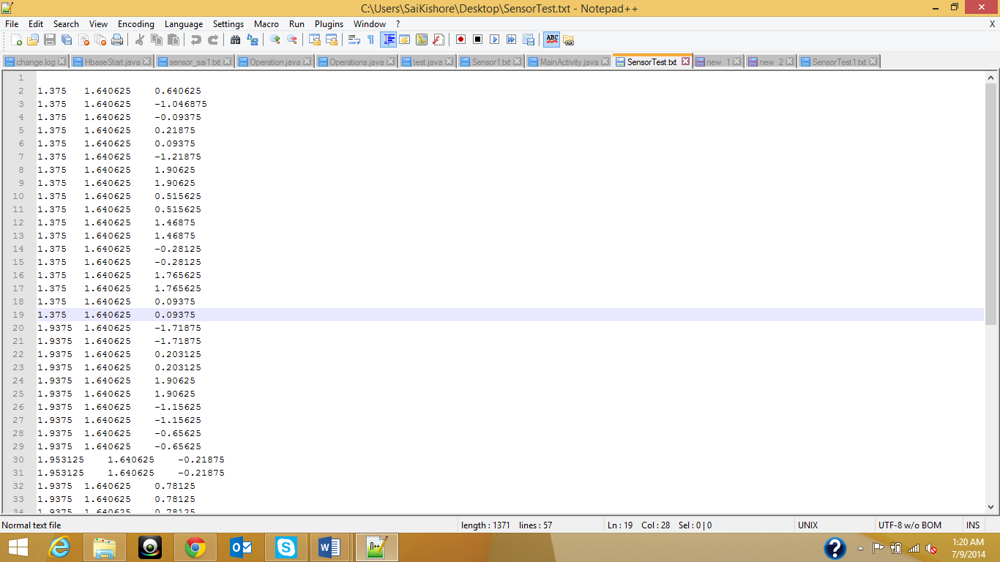 C:\Users\SaiKishore\Desktop\SensorTest.txt - Notepad++
File Edit Search View Encoding Language Settings Macro Run Plugins Window ? X
change.log HbaseStart.java sensor_sai1.txt Operation.java Operations.java test.java Sensor1.txt MainActivity.java SensorTest.txt new 1 new 2 SensorTest1.txt
1
2 1.375 1.640625 0.640625
3 1.375 1.640625 -1.046875
4 1.375 1.640625 -0.09375
5 1.375 1.640625 0.21875
6 1.375 1.640625 0.09375
7 1.375 1.640625 -1.21875
8 1.375 1.640625 1.90625
9 1.375 1.640625 1.90625
10 1.375 1.640625 0.515625
11 1.375 1.640625 0.515625
12 1.375 1.640625 1.46875
13 1.375 1.640625 1.46875
14 1.375 1.640625 -0.28125
15 1.375 1.640625 -0.28125
16 1.375 1.640625 1.765625
17 1.375 1.640625 1.765625
18 1.375 1.640625 0.09375
19 1.375 1.640625 0.09375
20 1.9375 1.640625 -1.71875
21 1.9375 1.640625 -1.71875
22 1.9375 1.640625 0.203125
23 1.9375 1.640625 0.203125
24 1.9375 1.640625 1.90625
25 1.9375 1.640625 1.90625
26 1.9375 1.640625 -1.15625
27 1.9375 1.640625 -1.15625
28 1.9375 1.640625 -0.65625
29 1.9375 1.640625 -0.65625
30 1.953125 1.640625 -0.21875
31 1.953125 1.640625 -0.21875
32 1.9375 1.640625 0.78125
33 1.9375 1.640625 0.78125
34 1.9375 1.640625 0.78125
Normal text file length : 1371 lines : 57 Ln : 19 Col : 28 Sel : 0 | 0 UNIX UTF-8 w/o BOM INS
1:20 AM
7/9/2014